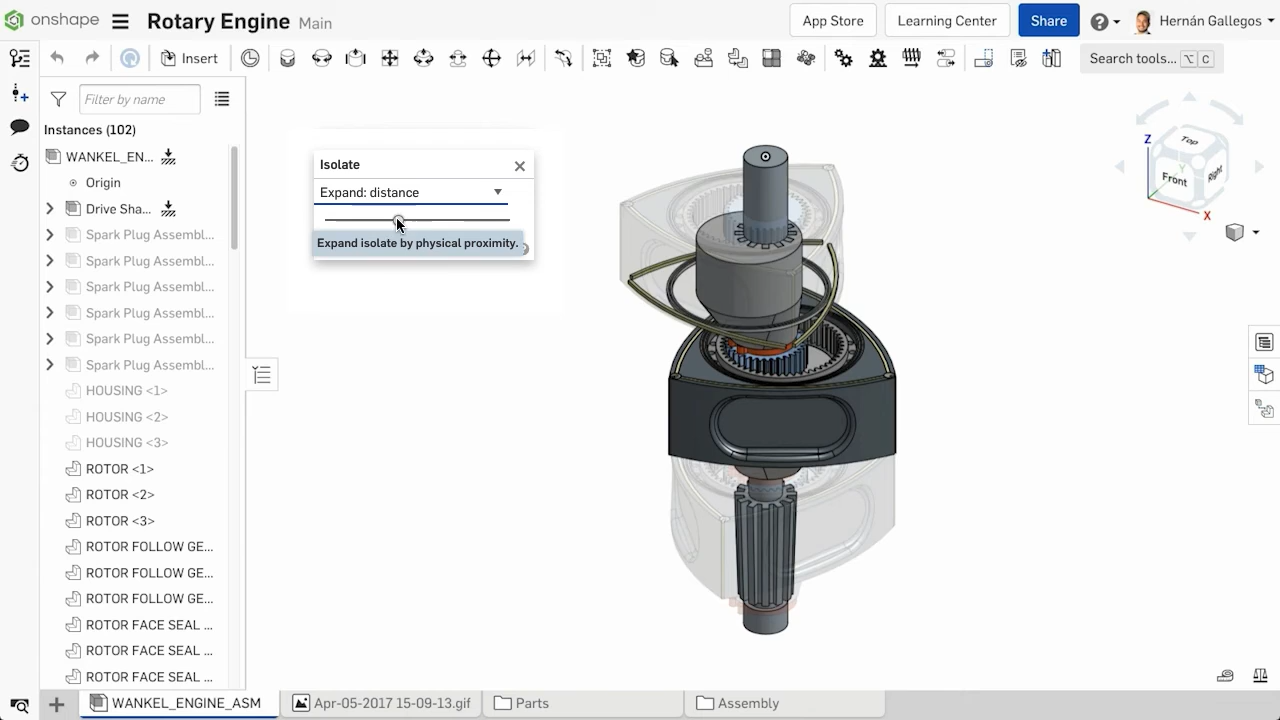 onshape
Rotary Engine Main
App Store
Learning Center
Share
Hernán Gallegos
Insert
Search tools... ⌥ C
Filter by name
Instances (102)
WANKEL_EN...
Origin
Drive Sha...
Spark Plug Assembl...
Spark Plug Assembl...
Spark Plug Assembl...
Spark Plug Assembl...
Spark Plug Assembl...
Spark Plug Assembl...
HOUSING <1>
HOUSING <2>
HOUSING <3>
ROTOR <1>
ROTOR <2>
ROTOR <3>
ROTOR FOLLOW GE...
ROTOR FOLLOW GE...
ROTOR FOLLOW GE...
ROTOR FACE SEAL ...
ROTOR FACE SEAL ...
ROTOR FACE SEAL ...
Isolate
Expand: distance
Expand isolate by physical proximity.
Z
Top
Y
Front
Right
X
WANKEL_ENGINE_ASM
Apr-05-2017 15-09-13.gif
Parts
Assembly